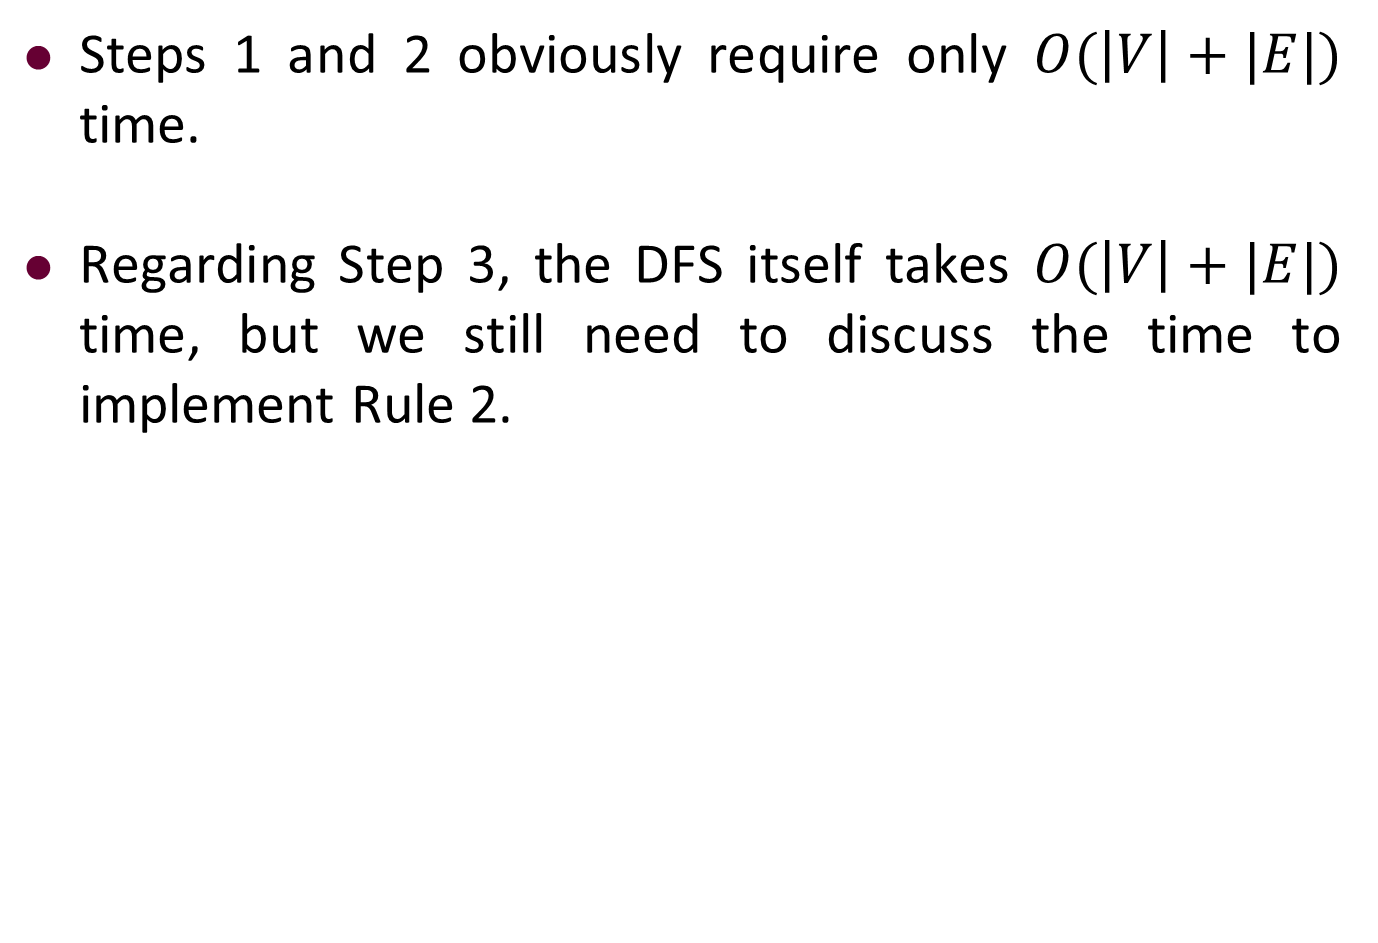 ● Steps 1 and 2 obviously require only O(|V| + |E|)
time.
● Regarding Step 3, the DFS itself takes O(|V| + |E|)
time, but we still need to discuss the time to
implement Rule 2.